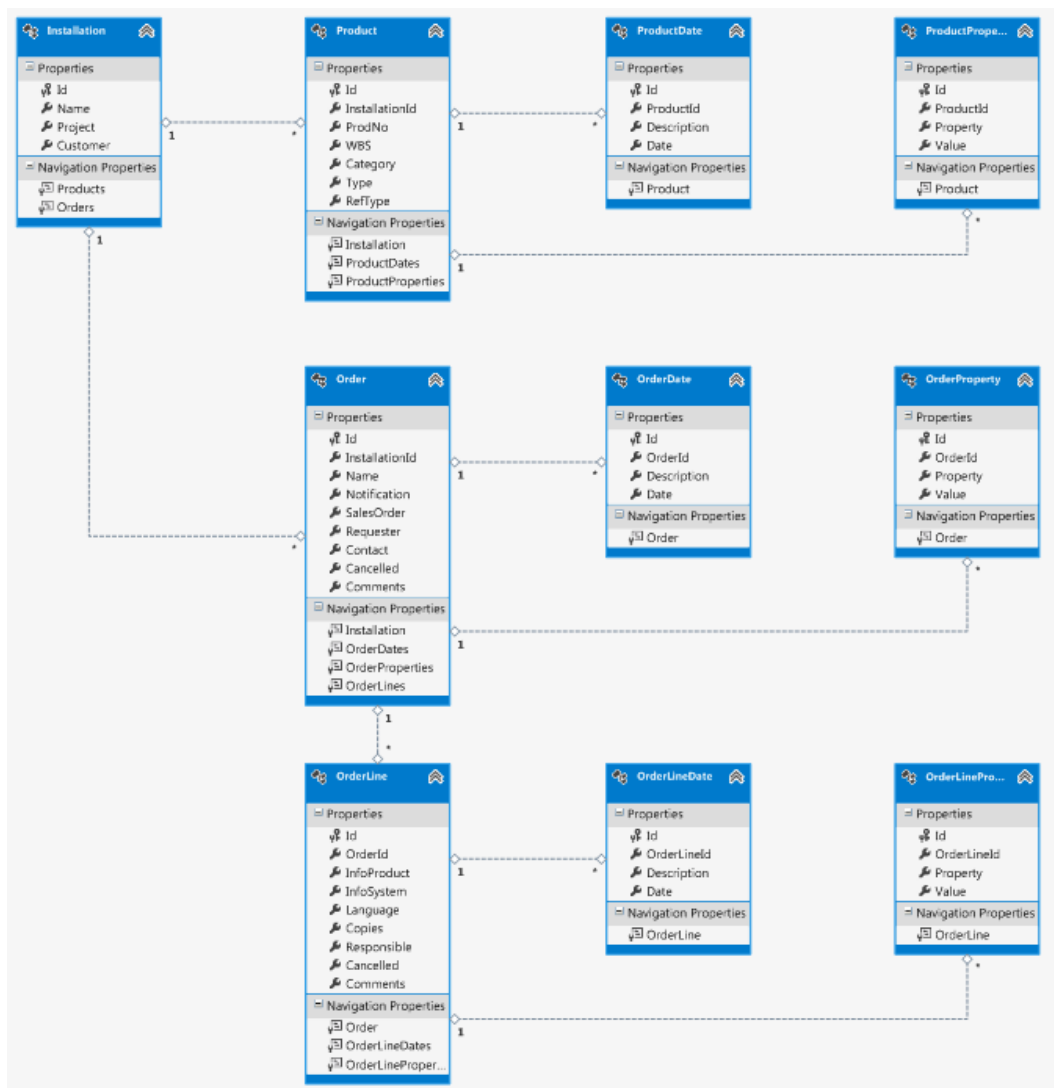 Installation
Properties
Id
Name
Project
Customer
Navigation Properties
Products
Orders
1
*
1
Product
Properties
Id
InstallationId
ProdNo
WBS
Category
Type
RefType
Navigation Properties
Installation
ProductDates
ProductProperties
1
*
1
*
ProductDate
Properties
Id
ProductId
Description
Date
Navigation Properties
Product
ProductPrope...
Properties
Id
ProductId
Property
Value
Navigation Properties
Product
Order
Properties
Id
InstallationId
Name
Notification
SalesOrder
Requester
Contact
Cancelled
Comments
Navigation Properties
Installation
OrderDates
OrderProperties
OrderLines
*
1
*
1
*
1
*
OrderDate
Properties
Id
OrderId
Description
Date
Navigation Properties
Order
OrderProperty
Properties
Id
OrderId
Property
Value
Navigation Properties
Order
OrderLine
Properties
Id
OrderId
InfoProduct
InfoSystem
Language
Copies
Responsible
Cancelled
Comments
Navigation Properties
Order
OrderLineDates
OrderLineProper...
1
*
1
*
OrderLineDate
Properties
Id
OrderLineId
Description
Date
Navigation Properties
OrderLine
OrderLinePro...
Properties
Id
OrderLineId
Property
Value
Navigation Properties
OrderLine